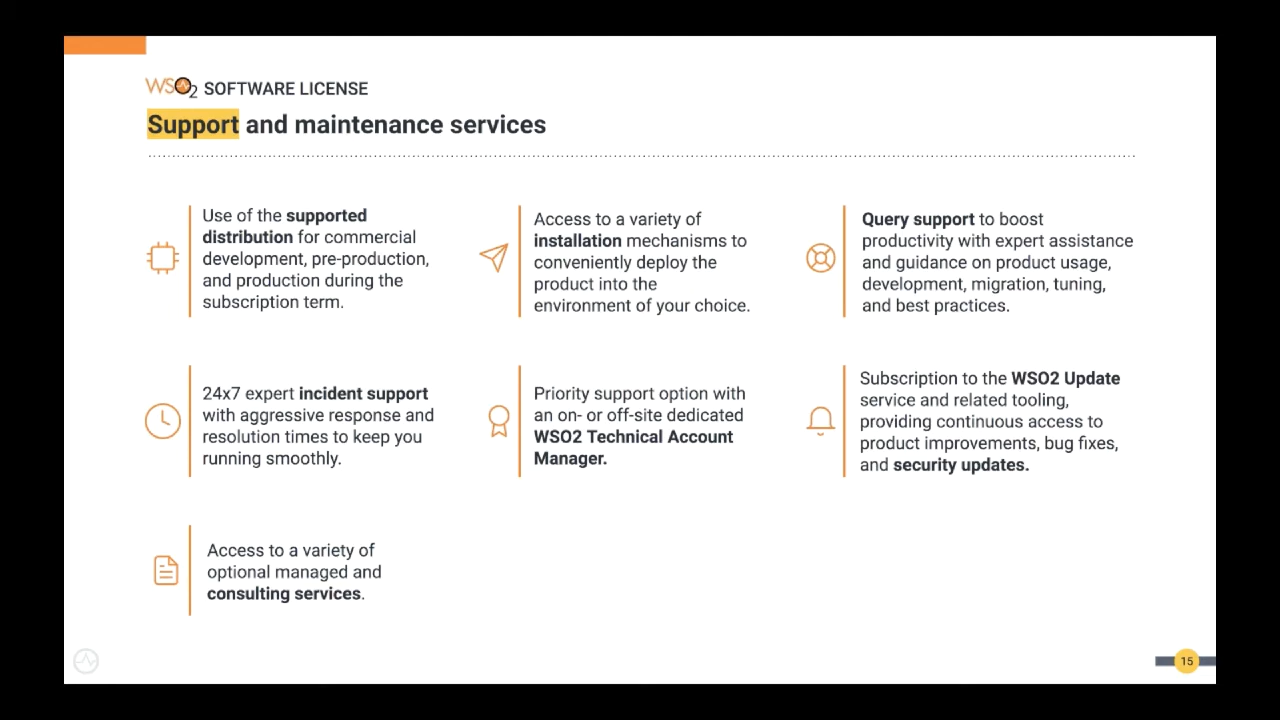 WSO2 SOFTWARE LICENSE
Support and maintenance services
Use of the supported
distribution for commercial
development, pre-production,
and production during the
subscription term.
Access to a variety of
installation mechanisms to
conveniently deploy the
product into the
environment of your choice.
Query support to boost
productivity with expert assistance
and guidance on product usage,
development, migration, tuning,
and best practices.
24x7 expert incident support
with aggressive response and
resolution times to keep you
running smoothly.
Priority support option with
an on- or off-site dedicated
WSO2 Technical Account
Manager.
Subscription to the WSO2 Update
service and related tooling,
providing continuous access to
product improvements, bug fixes,
and security updates.
Access to a variety of
optional managed and
consulting services.
15